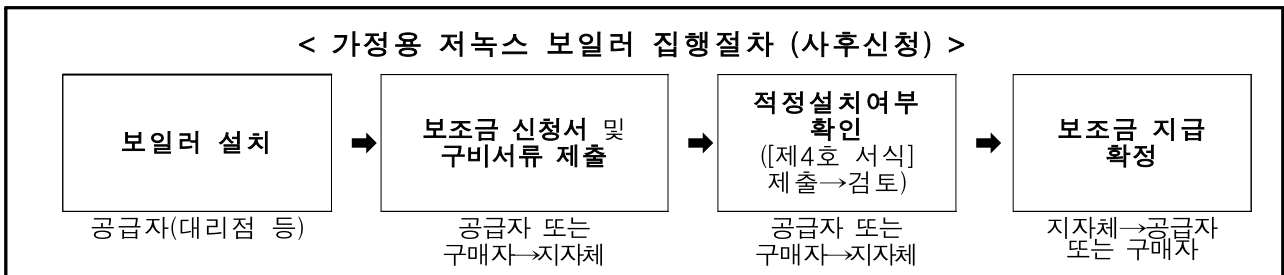 < 가정용 저녹스 보일러 집행절차 (사후신청) >
보일러 설치
➡
보조금 신청서 및
구비서류 제출
➡
적정설치여부
확인
([제4호 서식]
제출→검토)
➡
보조금 지급
확정
공급자(대리점 등)
공급자 또는
구매자→지자체
공급자 또는
구매자→지자체
지자체→공급자
또는 구매자